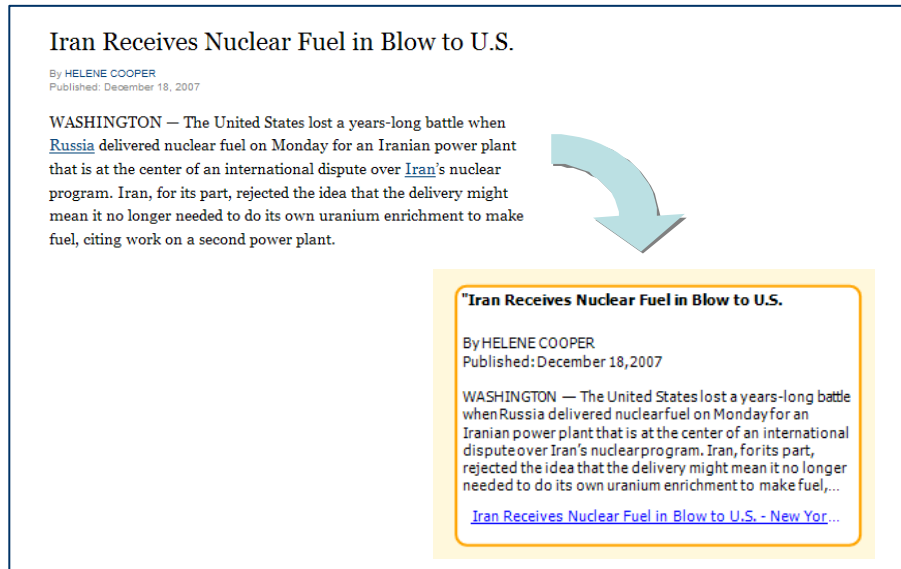 Iran Receives Nuclear Fuel in Blow to U.S.
By HELENE COOPER
Published: December 18, 2007
WASHINGTON — The United States lost a years-long battle when
Russia delivered nuclear fuel on Monday for an Iranian power plant
that is at the center of an international dispute over Iran's nuclear
program. Iran, for its part, rejected the idea that the delivery might
mean it no longer needed to do its own uranium enrichment to make
fuel, citing work on a second power plant.
"Iran Receives Nuclear Fuel in Blow to U.S.
By HELENE COOPER
Published: December 18, 2007
WASHINGTON — The United States lost a years-long battle
when Russia delivered nuclear fuel on Monday for an
Iranian power plant that is at the center of an international
dispute over Iran's nuclear program. Iran, for its part,
rejected the idea that the delivery might mean it no longer
needed to do its own uranium enrichment to make fuel,...
Iran Receives Nuclear Fuel in Blow to U.S. - New Yor...